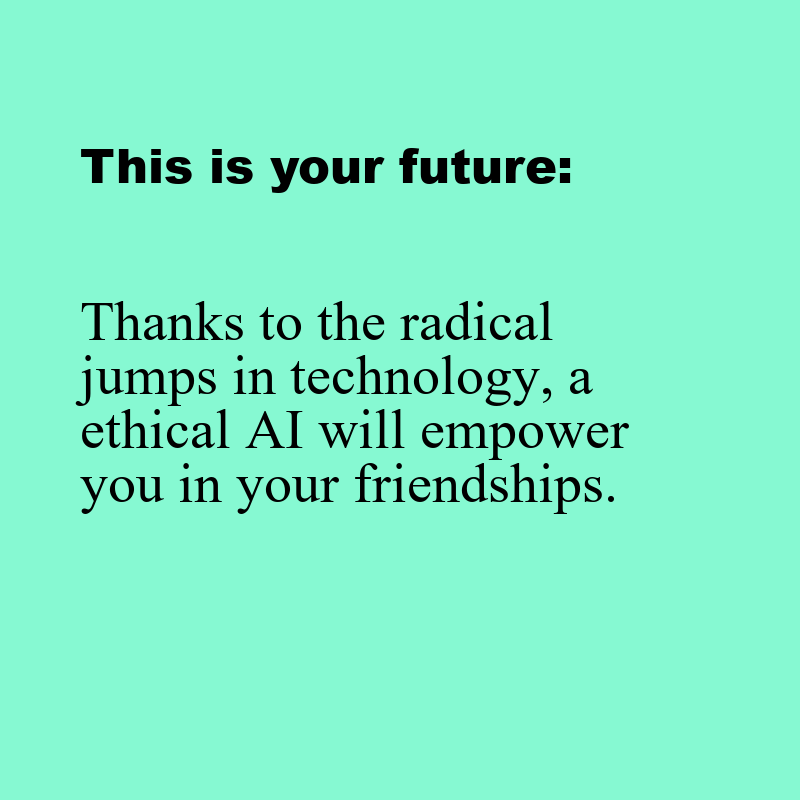 This is your future:
Thanks to the radical
jumps in technology, a
ethical AI will empower
you in your friendships.